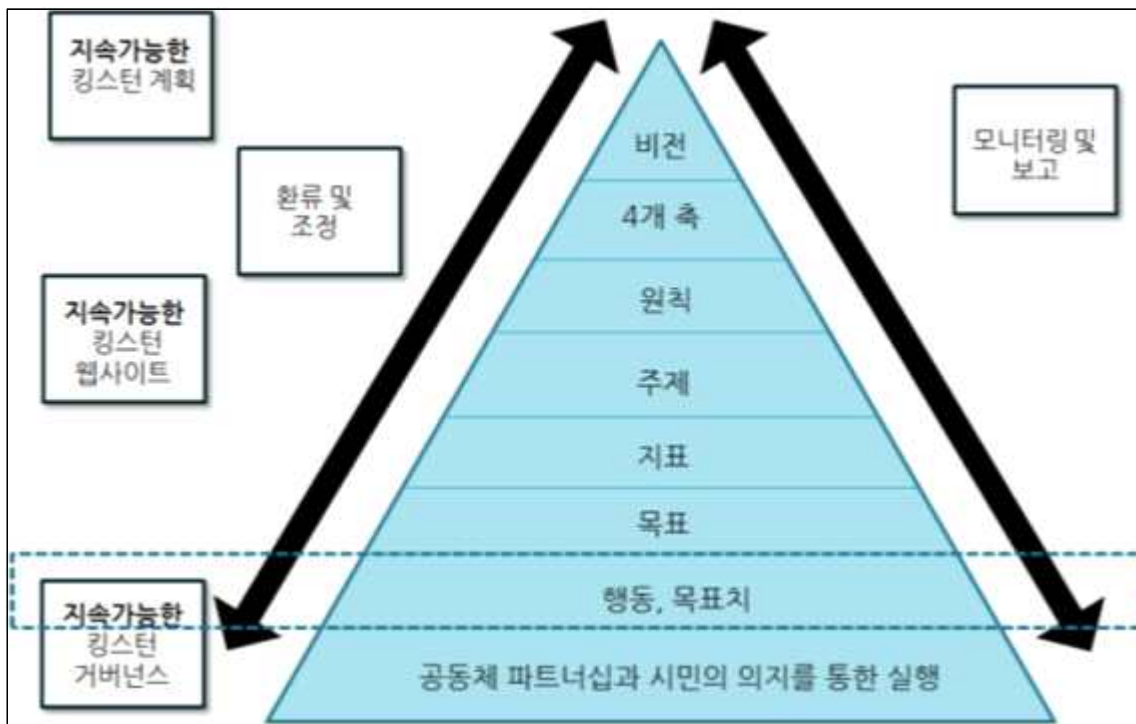 지속가능한
킹스턴 계획
환류 및
조정
지속가능한
킹스턴
웹사이트
지속가능한
킹스턴
거버넌스
비전
4개 축
원칙
주제
지표
목표
행동, 목표치
공동체 파트너십과 시민의 의지를 통한 실행
모니터링 및
보고